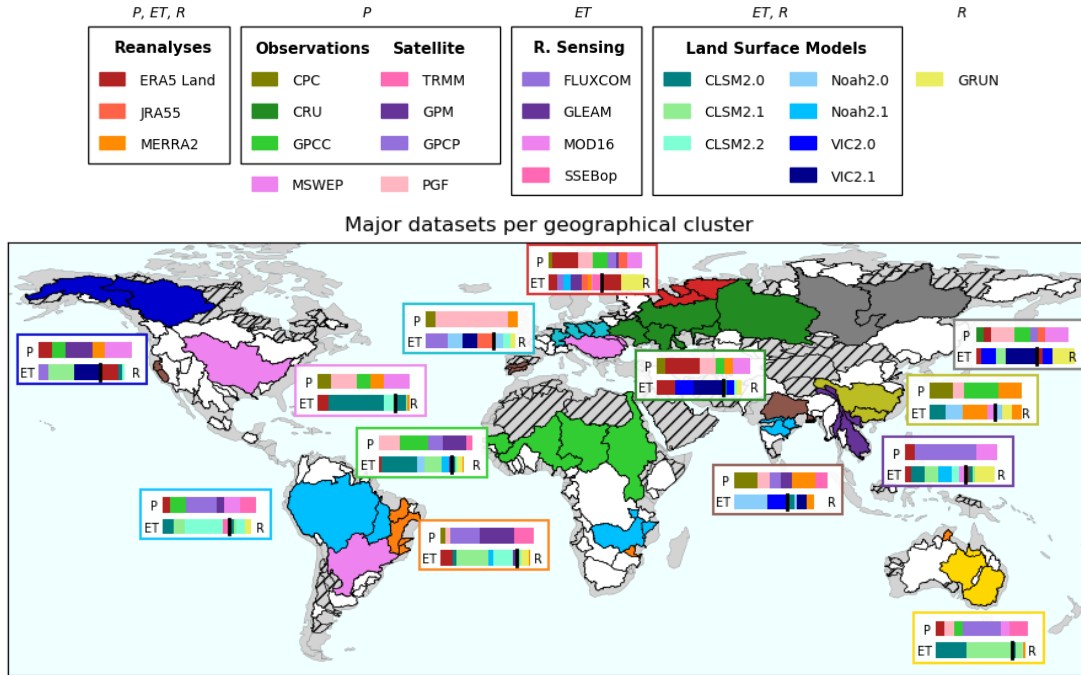 P, ET, R P ET ET, R R
Reanalyses Observations Satellite R. Sensing Land Surface Models
ERA5 Land CPC TRMM FLUXCOM CLSM2.0 Noah2.0 GRUN
JRA55 CRU GPM GLEAM CLSM2.1 Noah2.1
MERRA2 GPCC GPCP MOD16 CLSM2.2 VIC2.0
MSWEP PGF SSEBop VIC2.1
Major datasets per geographical cluster
P
ET R
P
ET R
P
ET R
P
ET R
P
ET R
P
ET R
P
ET R
P
ET R
P
ET R
P
ET R
P
ET R
P
ET R
P
ET R